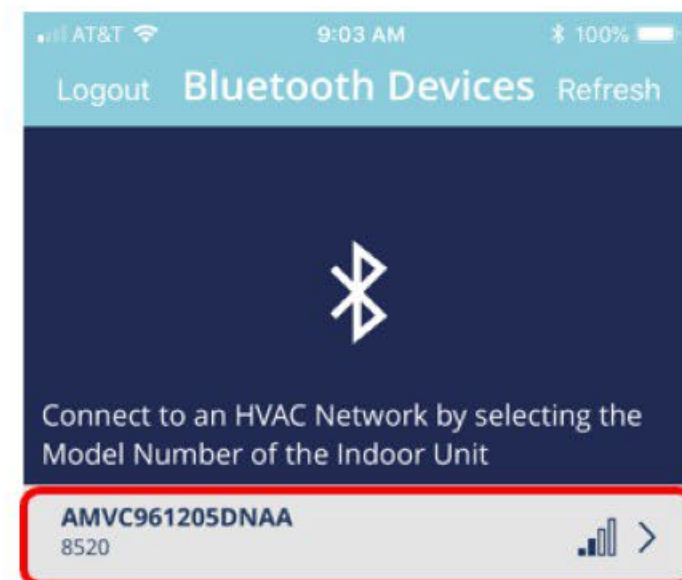 AT&T 9:03 AM 100%
Logout Bluetooth Devices Refresh
Connect to an HVAC Network by selecting the
Model Number of the Indoor Unit
AMVC961205DNAA
8520